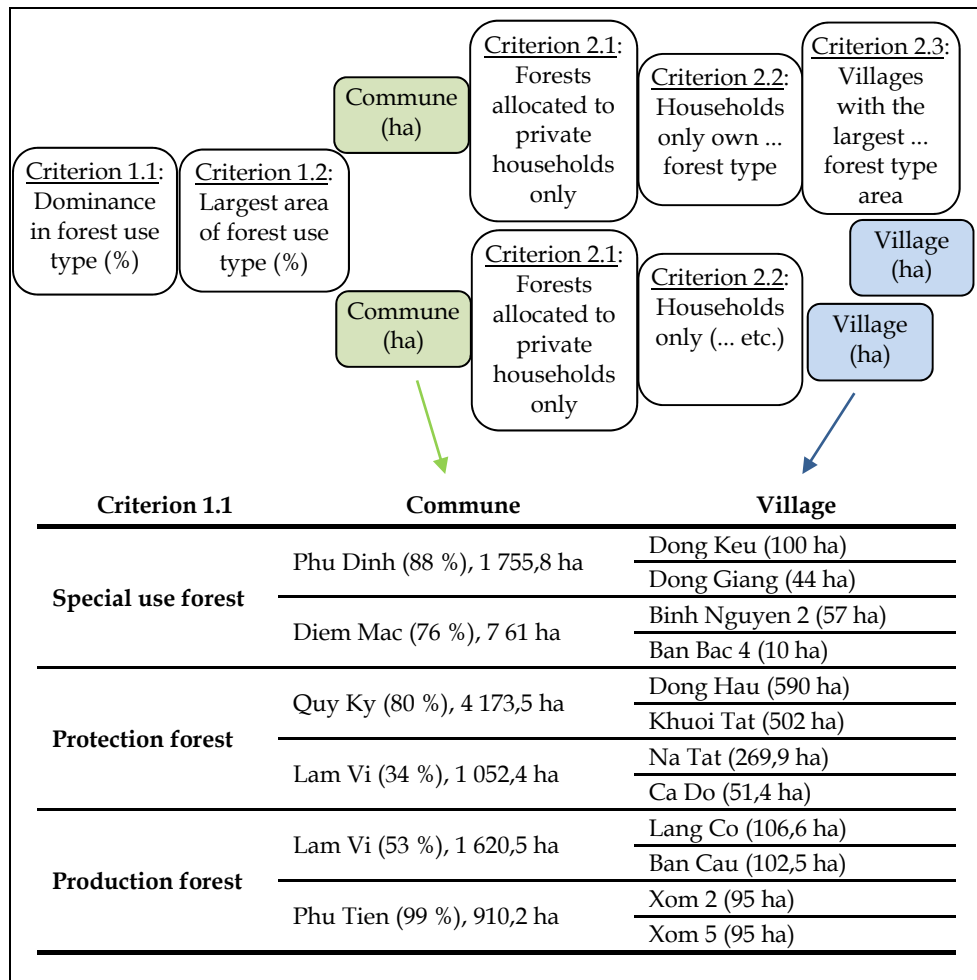 Criterion 1.1:
Dominance
in forest use
type (%)
Criterion 1.2:
Largest area
of forest use
type (%)
Commune
(ha)
Criterion 2.1:
Forests
allocated to
private
households
only
Criterion 2.2:
Households
only own ...
forest type
Criterion 2.3:
Villages
with the
largest ...
forest type
area
Village
(ha)
Commune
(ha)
Criterion 2.1:
Forests
allocated to
private
households
only
Criterion 2.2:
Households
only (... etc.)
Village
(ha)
Criterion 1.1 Commune Village
Special use forest
Phu Dinh (88 %), 1 755,8 ha
Dong Keu (100 ha)
Dong Giang (44 ha)
Diem Mac (76 %), 7 61 ha
Binh Nguyen 2 (57 ha)
Ban Bac 4 (10 ha)
Protection forest
Quy Ky (80 %), 4 173,5 ha
Dong Hau (590 ha)
Khuoi Tat (502 ha)
Lam Vi (34 %), 1 052,4 ha
Na Tat (269,9 ha)
Ca Do (51,4 ha)
Production forest
Lam Vi (53 %), 1 620,5 ha
Lang Co (106,6 ha)
Ban Cau (102,5 ha)
Phu Tien (99 %), 910,2 ha
Xom 2 (95 ha)
Xom 5 (95 ha)